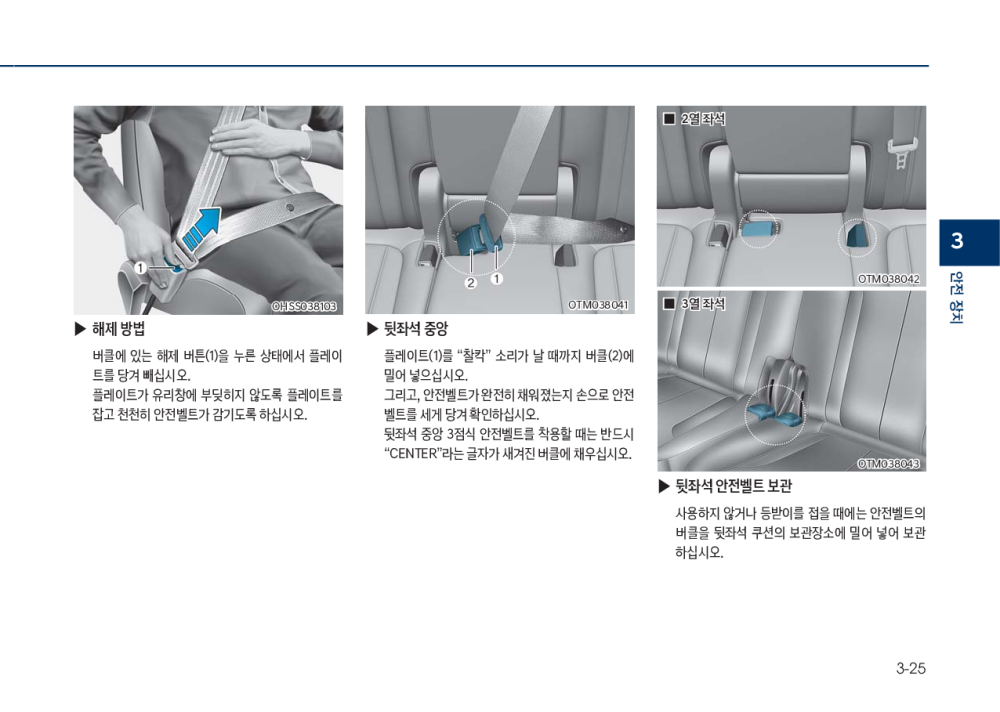 ①
OHSS038103
▶ 해제 방법
버클에 있는 해제 버튼(1)을 누른 상태에서 플레이
트를 당겨 빼십시오.
플레이트가 유리창에 부딪히지 않도록 플레이트를
잡고 천천히 안전벨트가 감기도록 하십시오.
② ①
OTM038041
▶ 뒷좌석 중앙
플레이트(1)를 “찰칵” 소리가 날 때까지 버클(2)에
밀어 넣으십시오.
그리고, 안전벨트가 완전히 채워졌는지 손으로 안전
벨트를 세게 당겨 확인하십시오.
뒷좌석 중앙 3점식 안전벨트를 착용할 때는 반드시
“CENTER”라는 글자가 새겨진 버클에 채우십시오.
■ 2열 좌석
OTM038042
■ 3열 좌석
OTM038043
▶ 뒷좌석 안전벨트 보관
사용하지 않거나 등받이를 접을 때에는 안전벨트의
버클을 뒷좌석 쿠션의 보관장소에 밀어 넣어 보관
하십시오.
3
안전 장치
3-25